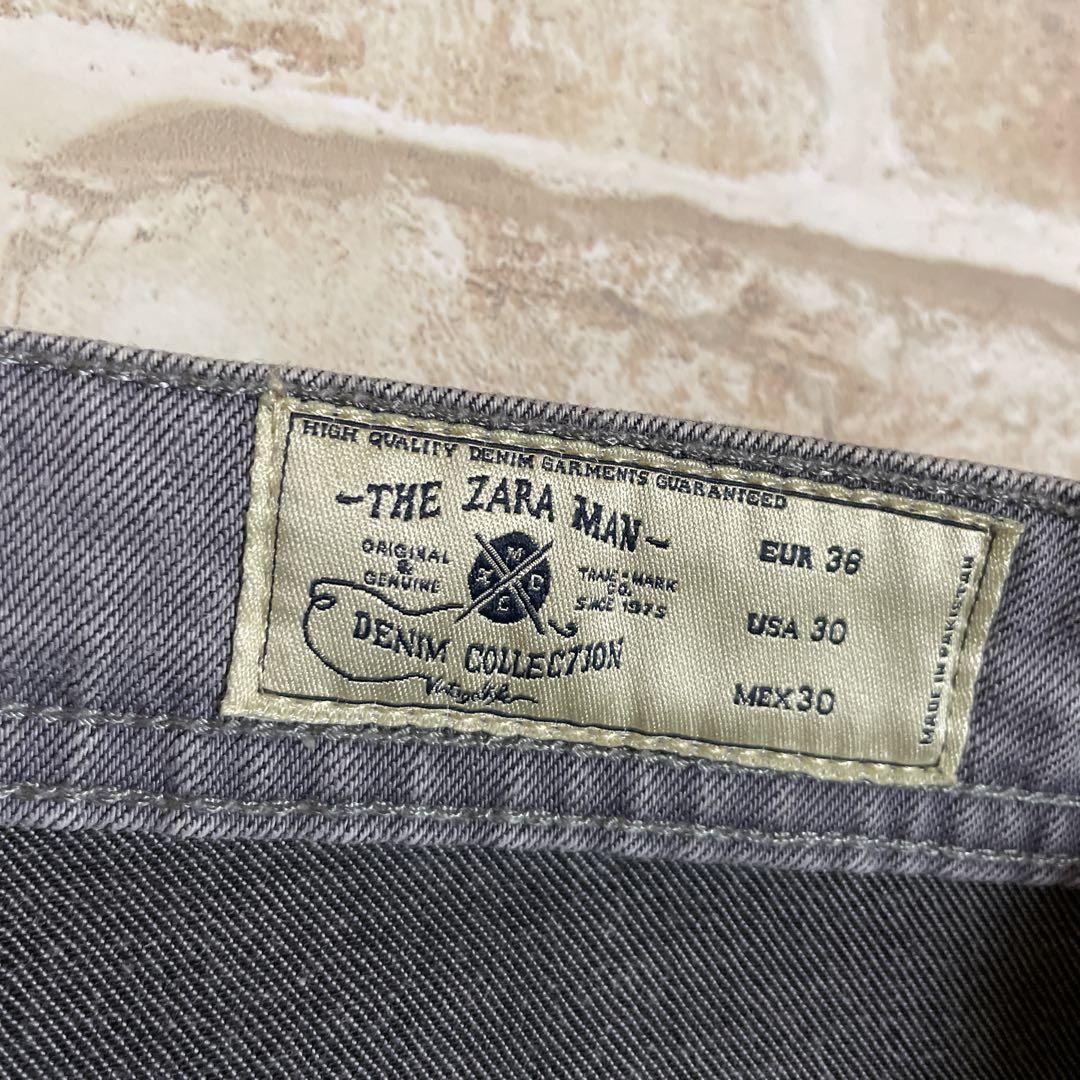 HIGH QUALITY DENIM GARMENTS GUARANTEED
-THE ZARA MAN-
ORIGINAL
&
GENUINE
TRADE-MARK
CO.
SINCE 1975
DENIM COLLECTION
EUR 38
USA 30
MEX 30
MADE IN PAKISTAN